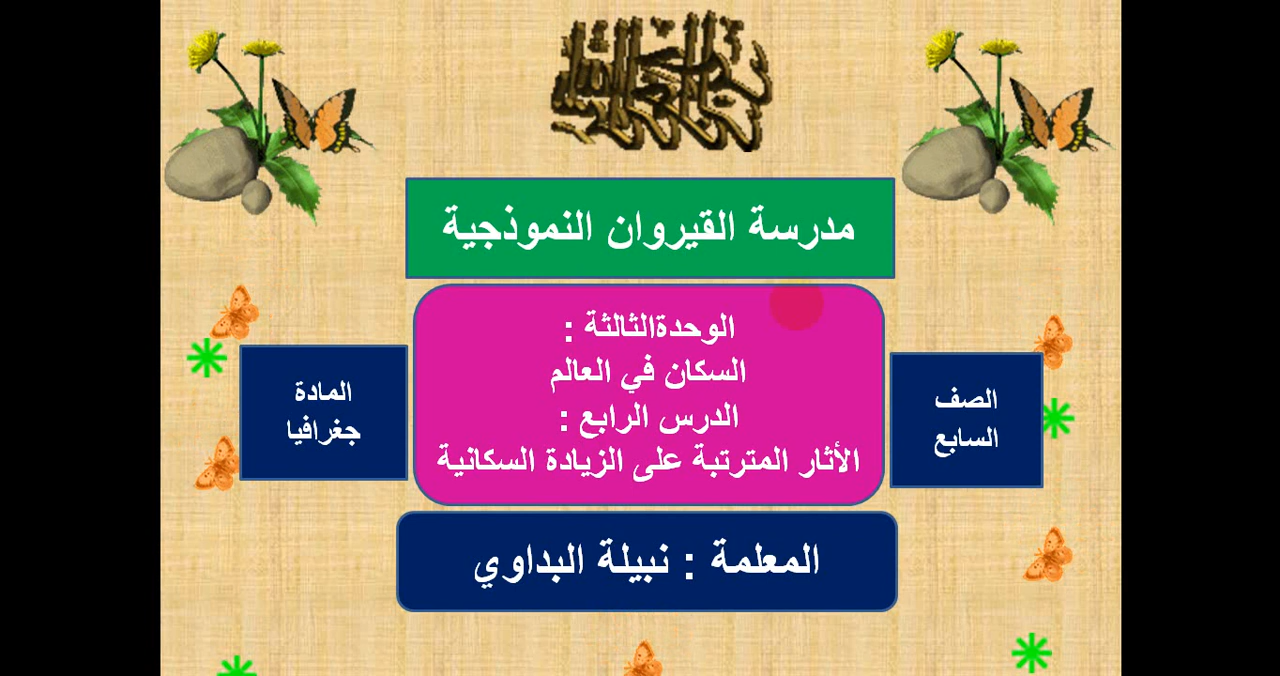 مدرسة القيروان النموذجية
الوحدةالثالثة :
السكان في العالم
الدرس الرابع :
الأثار المترتبة على الزيادة السكانية
الصف
السابع
المادة
جغرافيا
المعلمة : نبيلة البداوي